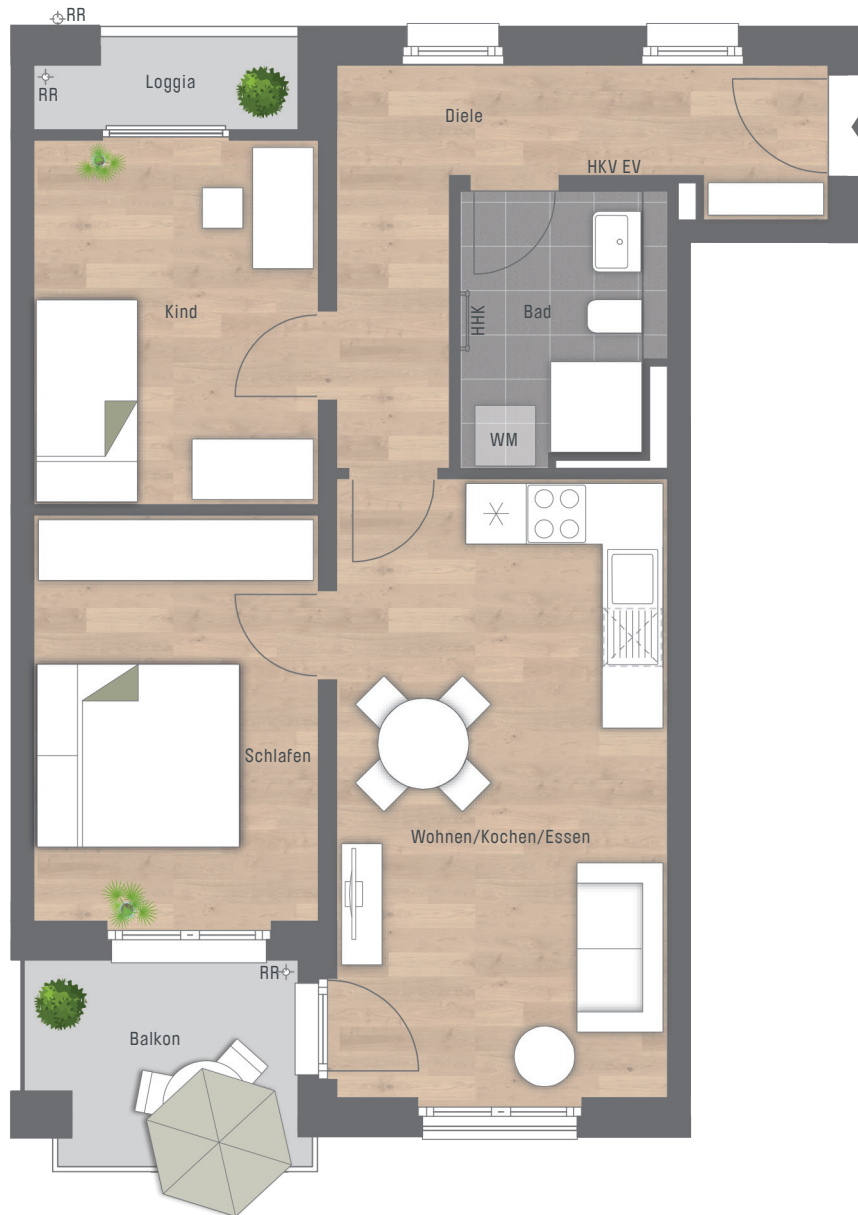 RR
RR
Loggia
Diele
HKV EV
Kind
HHK
Bad
WM
Schlafen
Wohnen/Kochen/Essen
RR
Balkon